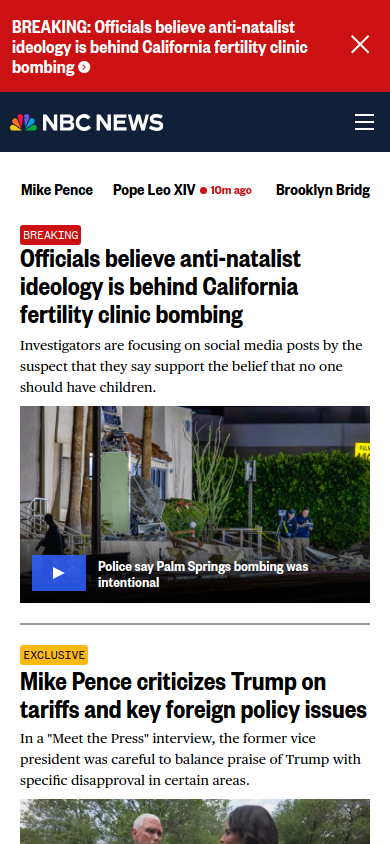 BREAKING: Officials believe anti-natalist
ideology is behind California fertility clinic
bombing
NBC NEWS
Mike Pence Pope Leo XIV 10m ago Brooklyn Bridg
BREAKING
Officials believe anti-natalist
ideology is behind California
fertility clinic bombing
Investigators are focusing on social media posts by the
suspect that they say support the belief that no one
should have children.
Police say Palm Springs bombing was
intentional
EXCLUSIVE
Mike Pence criticizes Trump on
tariffs and key foreign policy issues
In a "Meet the Press" interview, the former vice
president was careful to balance praise of Trump with
specific disapproval in certain areas.